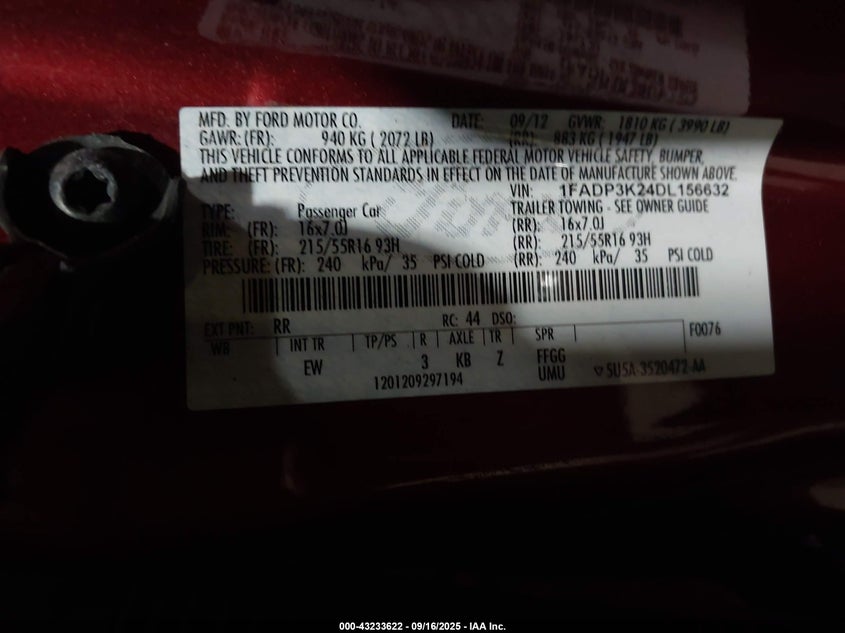 MFD. BY FORD MOTOR CO. DATE: 09/12 GVWR: 1810 KG ( 3990 LB)
GAWR: (FR): 940 KG ( 2072 LB) (RR): 883 KG ( 1947 LB)
THIS VEHICLE CONFORMS TO ALL APPLICABLE FEDERAL MOTOR VEHICLE SAFETY, BUMPER,
AND THEFT PREVENTION STANDARDS IN EFFECT ON THE DATE OF MANUFACTURE SHOWN ABOVE.
VIN: 1FADP3K24DL156632
TYPE: Passenger Car TRAILER TOWING - SEE OWNER GUIDE
RIM: (FR): 16x7.0J (RR): 16x7.0J
TIRE: (FR): 215/55R16 93H (RR): 215/55R16 93H
PRESSURE: (FR): 240 kPa/ 35 PSI COLD (RR): 240 kPa/ 35 PSI COLD
EXT PNT: RR RC: 44 DSO: F0076
WB INT TR TP/PS R AXLE TR SPR
EW 3 KB Z FFGG
UMU
1201209297194 SU5A-3520472-AA
000-43233622 - 09/16/2025 - IAA Inc.